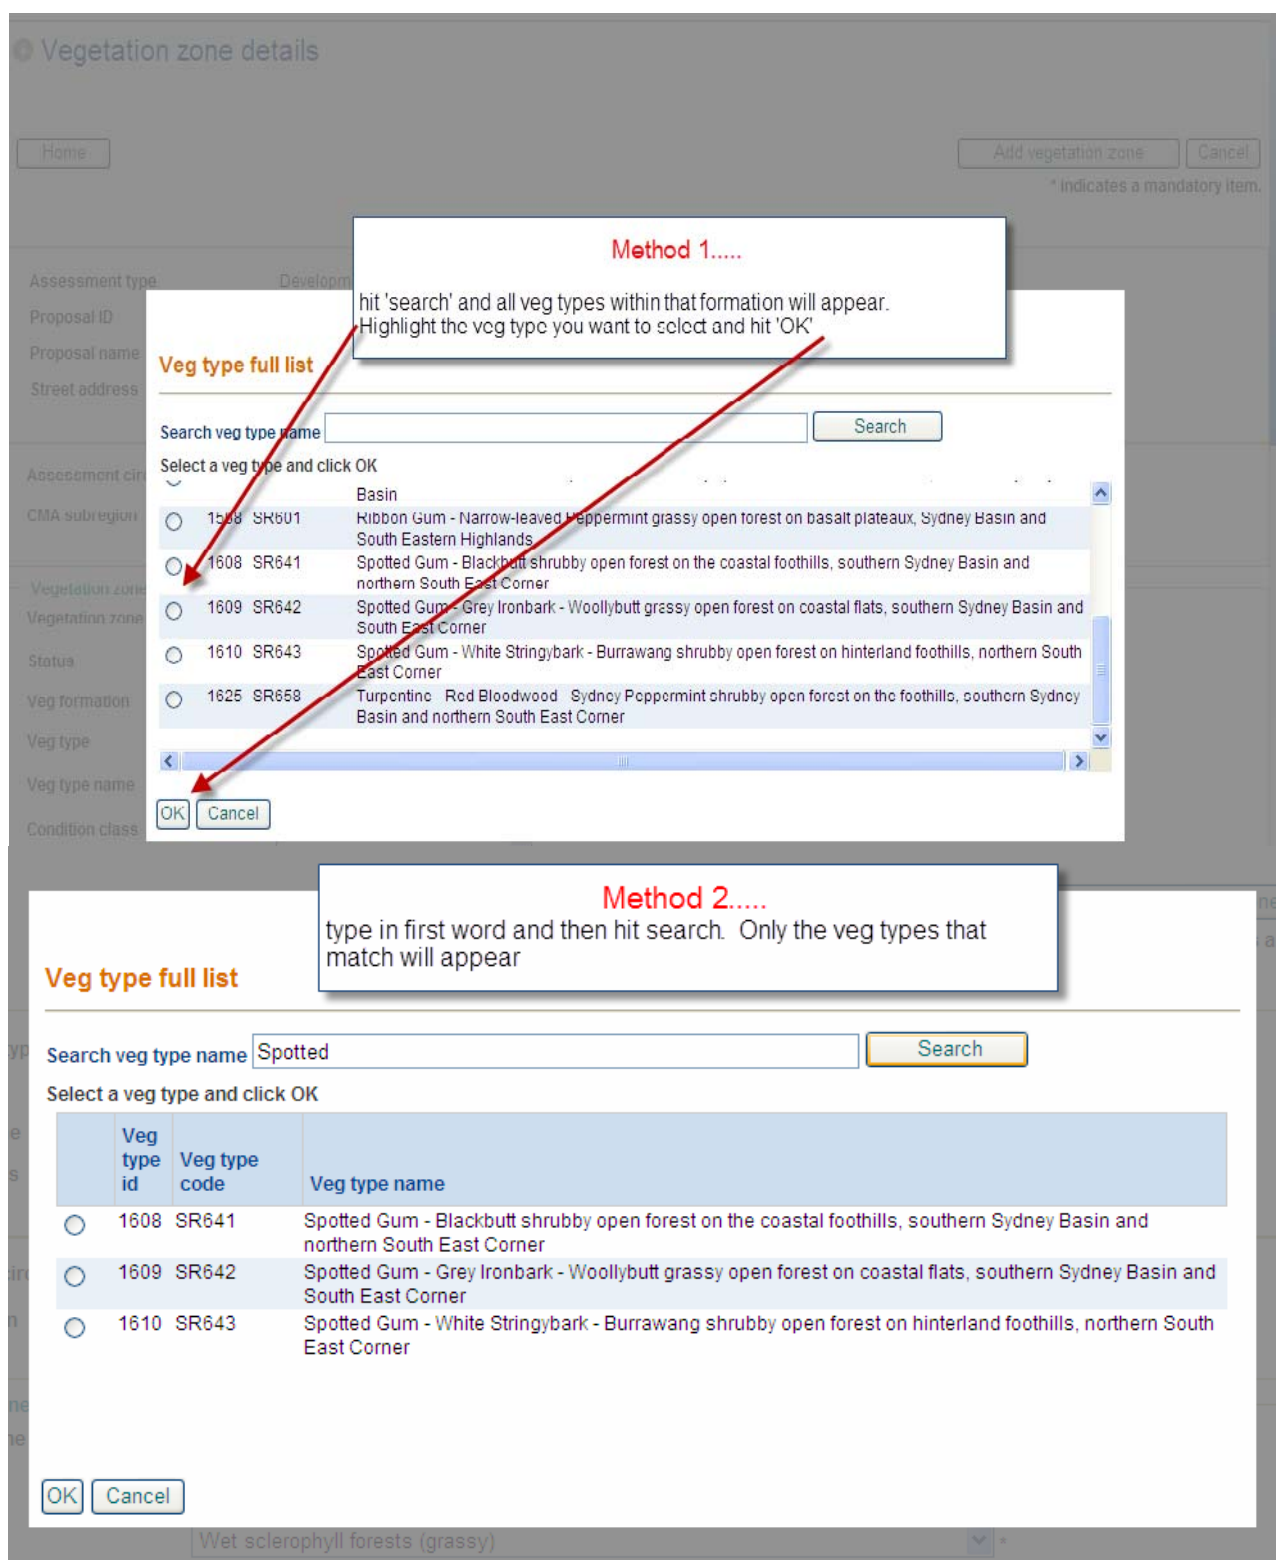 Vegetation zone details
Home
Add vegetation zone
Cancel
* indicates a mandatory item.
Method 1.....
hit 'search' and all veg types within that formation will appear.
Highlight the veg type you want to select and hit 'OK'
Assessment type
Proposal ID
Proposal name
Street address
Veg type full list
Search veg type name
Search
Select a veg type and click OK
CMA subregion
Basin
1588 SR601 Ribbon Gum - Narrow-leaved Peppermint grassy open forest on basalt plateaux, Sydney Basin and
South Eastern Highlands
1608 SR641 Spotted Gum - Blackbutt shrubby open forest on the coastal foothills, southern Sydney Basin and
northern South East Corner
Vegetation zone
Vegetation zone
1609 SR642 Spotted Gum - Grey Ironbark - Woollybutt grassy open forest on coastal flats, southern Sydney Basin and
South East Corner
Status
1610 SR643 Spotted Gum - White Stringybark - Burrawang shrubby open forest on hinterland foothills, northern South
East Corner
Veg formation
1625 SR658 Turpentine Red Bloodwood Sydney Peppermint shrubby open forest on the foothills, southern Sydney
Basin and northern South East Corner
Veg type
Veg type name
Condition class
OK
Cancel
Method 2.....
type in first word and then hit search. Only the veg types that
match will appear
Veg type full list
Search veg type name Spotted
Search
Select a veg type and click OK
Veg type id
Veg type code
Veg type name
1608 SR641 Spotted Gum - Blackbutt shrubby open forest on the coastal foothills, southern Sydney Basin and
northern South East Corner
1609 SR642 Spotted Gum - Grey Ironbark - Woollybutt grassy open forest on coastal flats, southern Sydney Basin and
South East Corner
1610 SR643 Spotted Gum - White Stringybark - Burrawang shrubby open forest on hinterland foothills, northern South
East Corner
OK
Cancel
Wet sclerophyll forests (grassy) *